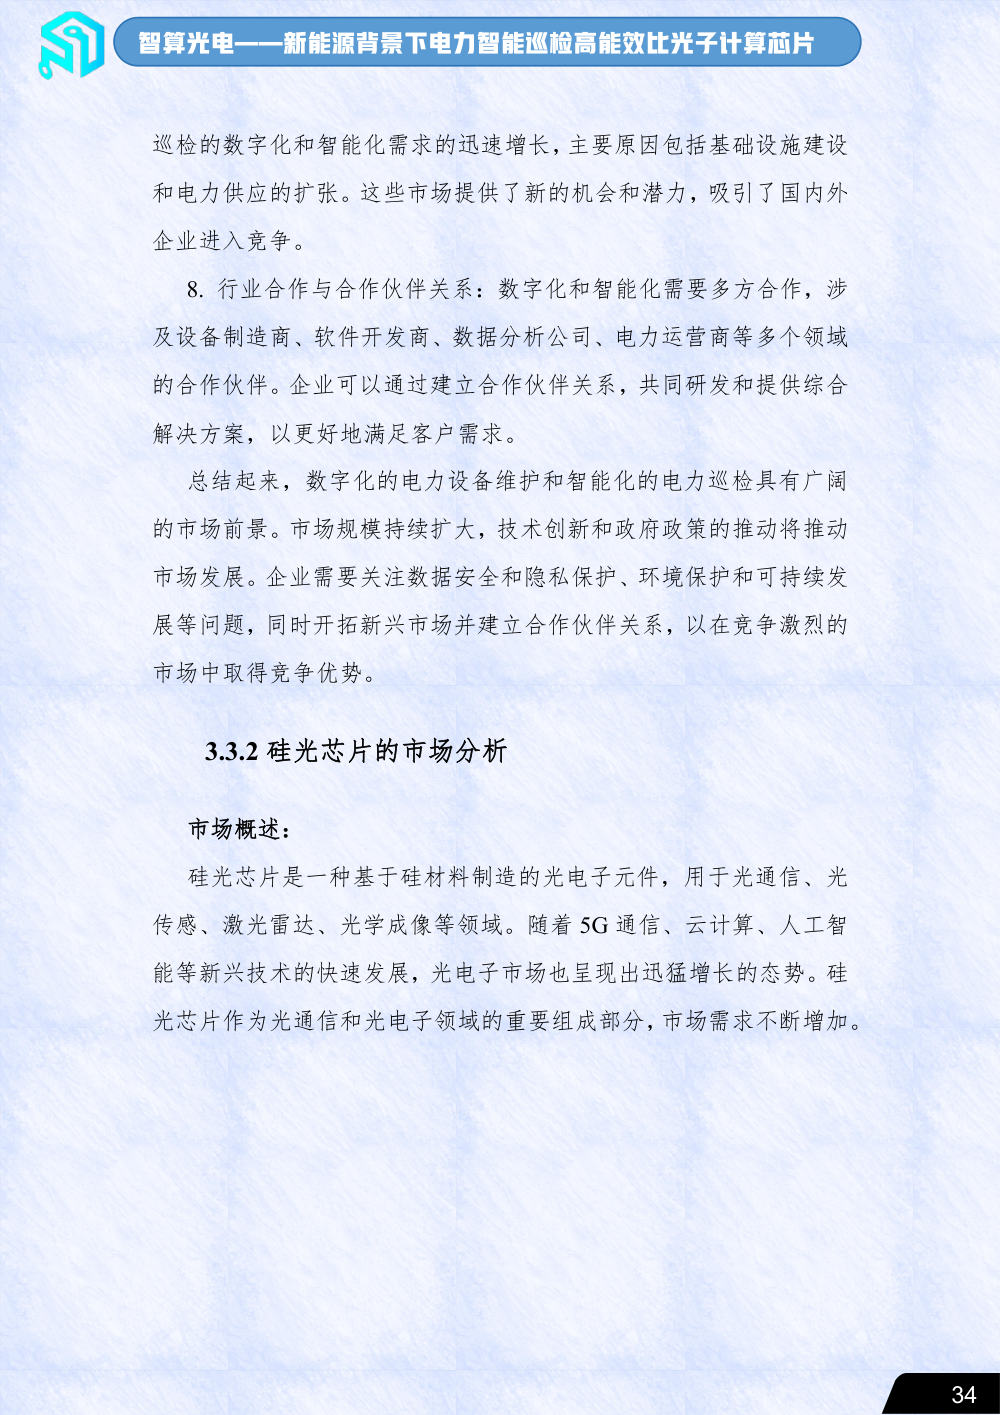 智算光电——新能源背景下电力智能巡检高能效比光子计算芯片
巡检的数字化和智能化需求的迅速增长，主要原因包括基础设施建设
和电力供应的扩张。这些市场提供了新的机会和潜力，吸引了国内外
企业进入竞争。
8. 行业合作与合作伙伴关系：数字化和智能化需要多方合作，涉
及设备制造商、软件开发商、数据分析公司、电力运营商等多个领域
的合作伙伴。企业可以通过建立合作伙伴关系，共同研发和提供综合
解决方案，以更好地满足客户需求。
总结起来，数字化的电力设备维护和智能化的电力巡检具有广阔
的市场前景。市场规模持续扩大，技术创新和政府政策的推动将推动
市场发展。企业需要关注数据安全和隐私保护、环境保护和可持续发
展等问题，同时开拓新兴市场并建立合作伙伴关系，以在竞争激烈的
市场中取得竞争优势。
3.3.2 硅光芯片的市场分析
市场概述：
硅光芯片是一种基于硅材料制造的光电子元件，用于光通信、光
传感、激光雷达、光学成像等领域。随着 5G 通信、云计算、人工智
能等新兴技术的快速发展，光电子市场也呈现出迅猛增长的态势。硅
光芯片作为光通信和光电子领域的重要组成部分，市场需求不断增加。
34